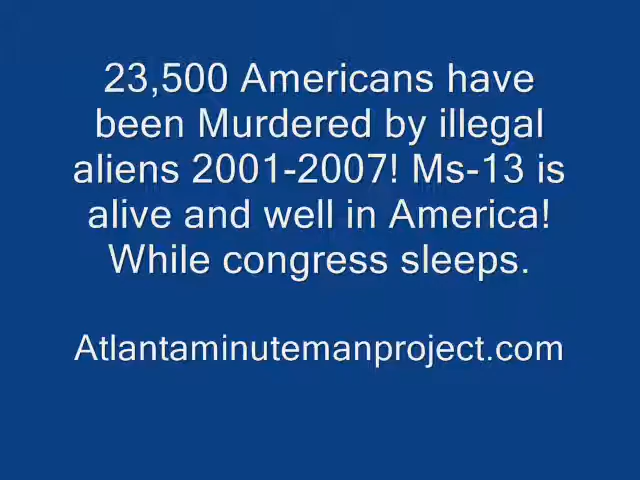 23,500 Americans have
been Murdered by illegal
aliens 2001-2007! Ms-13 is
alive and well in America!
While congress sleeps.
Atlantaminutemanproject.com